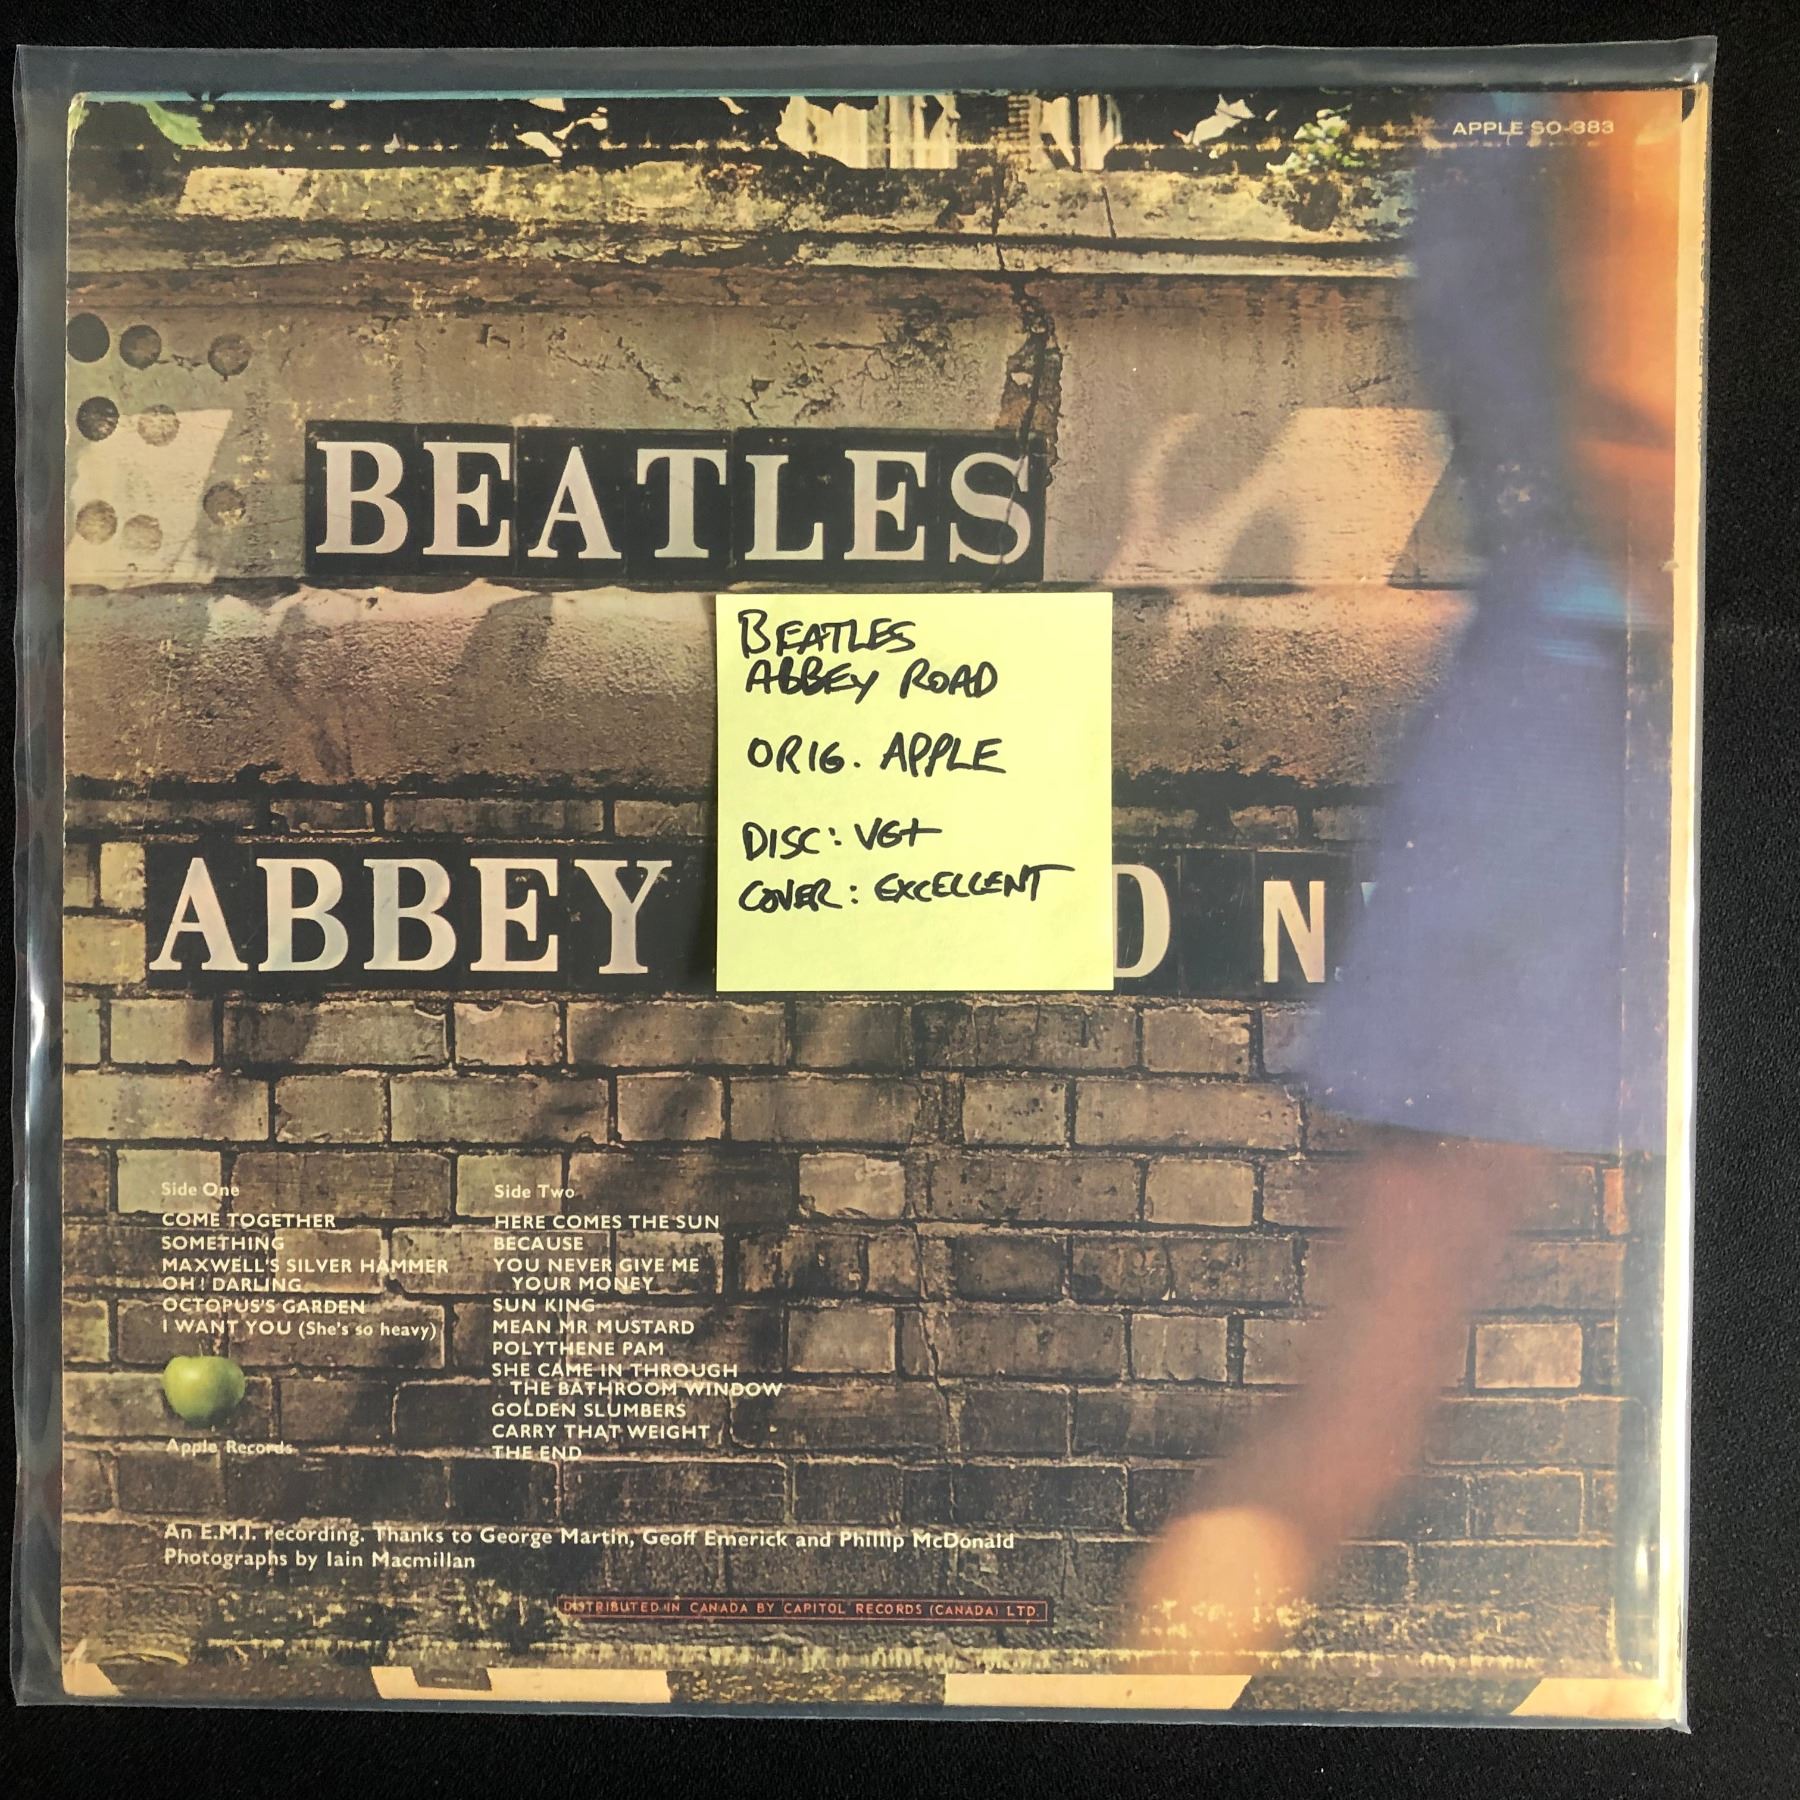 APPLE SO-383
BEATLES
BEATLES
ABBEY ROAD
ORIG. APPLE
DISC: VG+
COVER: EXCELLENT
ABBEY D N
Side One
COME TOGETHER
SOMETHING
MAXWELL'S SILVER HAMMER
OH! DARLING
OCTOPUS'S GARDEN
I WANT YOU (She's so heavy)
Apple Records
Side Two
HERE COMES THE SUN
BECAUSE
YOU NEVER GIVE ME
YOUR MONEY
SUN KING
MEAN MR MUSTARD
POLYTHENE PAM
SHE CAME IN THROUGH
THE BATHROOM WINDOW
GOLDEN SLUMBERS
CARRY THAT WEIGHT
THE END
An E.M.I. recording. Thanks to George Martin, Geoff Emerick and Phillip McDonald
Photographs by Iain Macmillan
DISTRIBUTED IN CANADA BY CAPITOL RECORDS (CANADA) LTD.